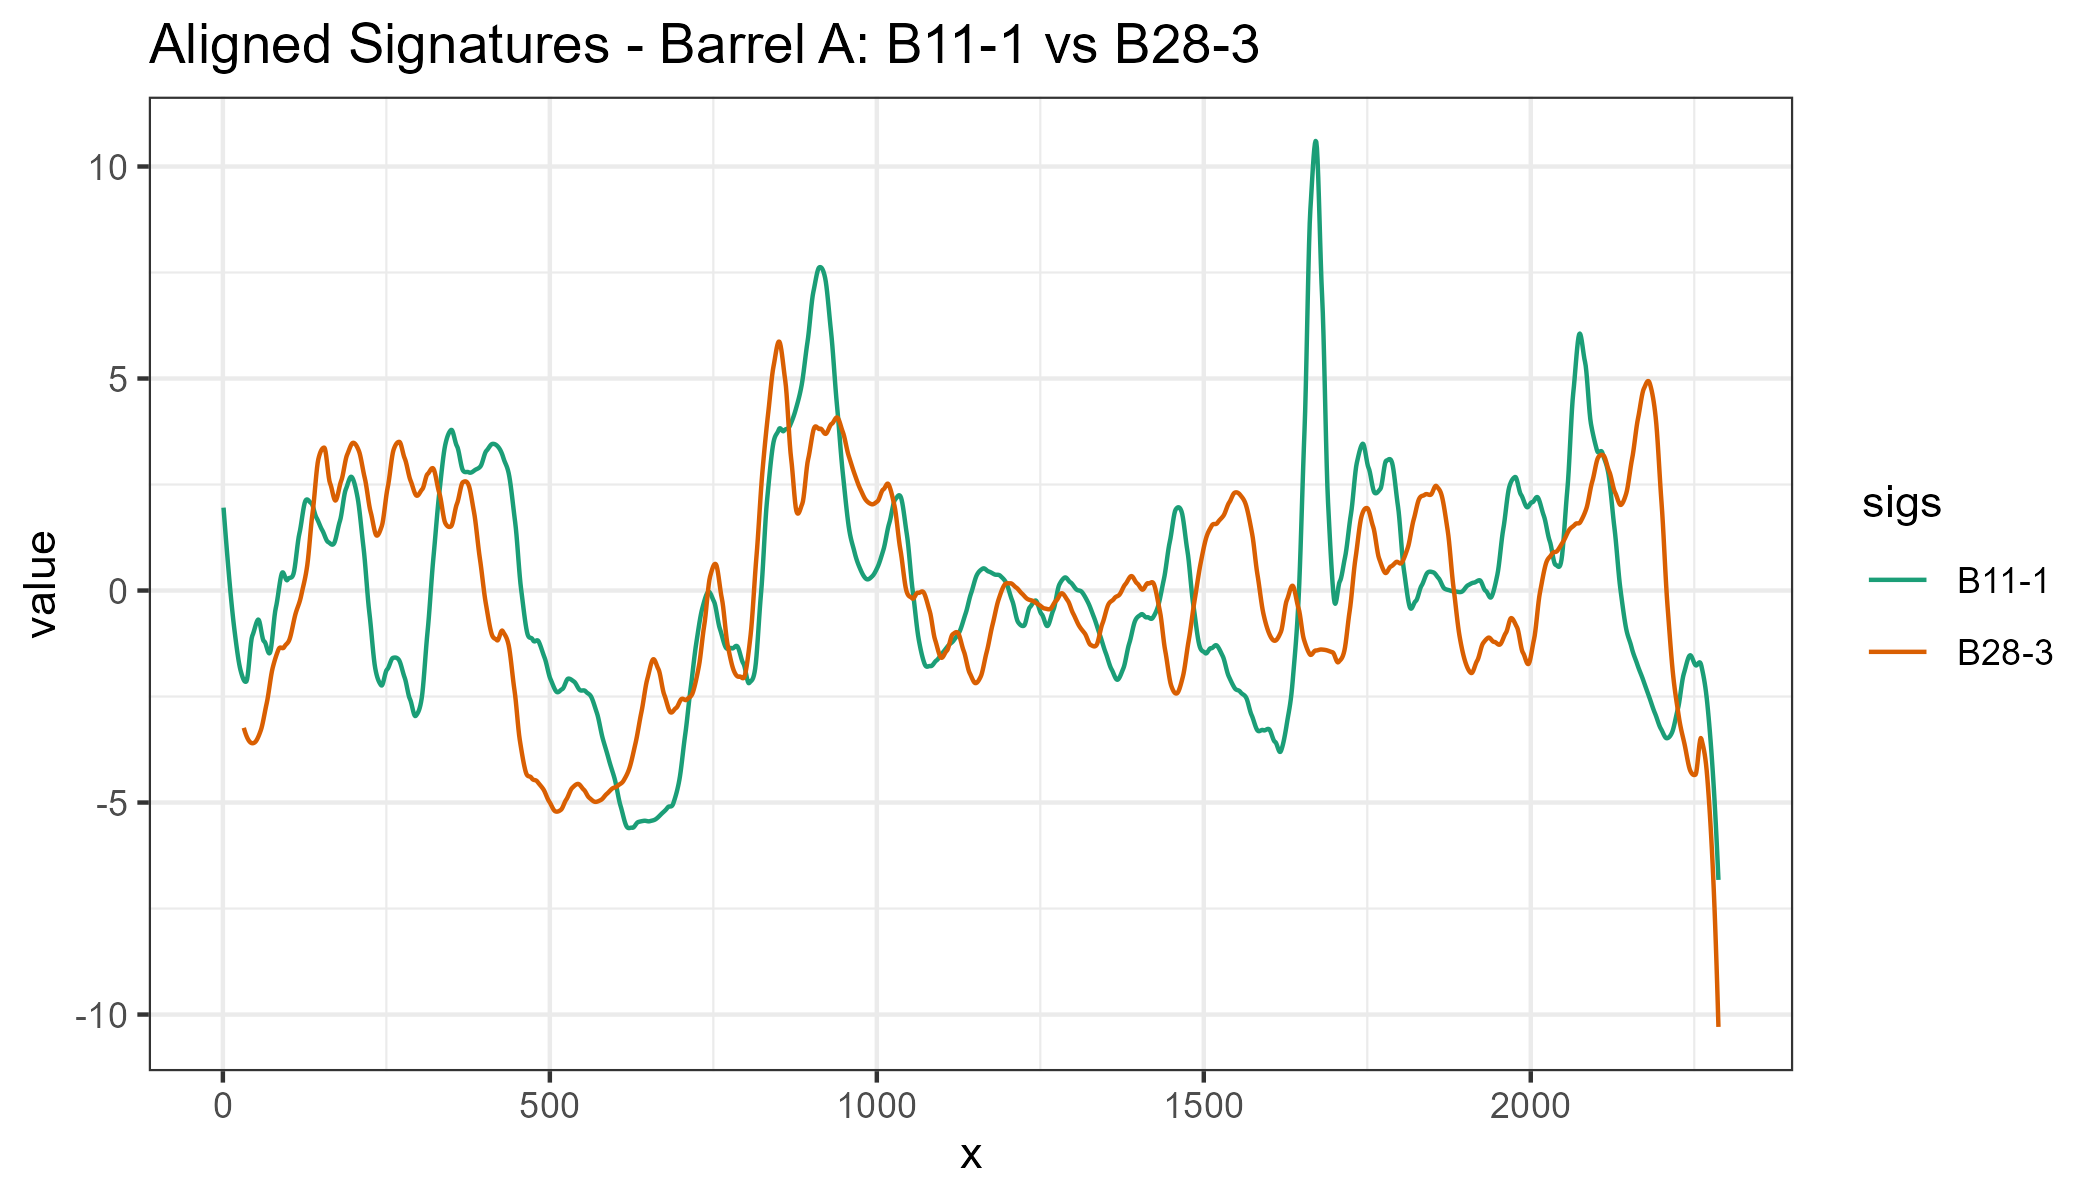 Aligned Signatures - Barrel A: B11-1 vs B28-3
10
5
0
-5
-10
value
0 500 1000 1500 2000
x
sigs
B11-1
B28-3